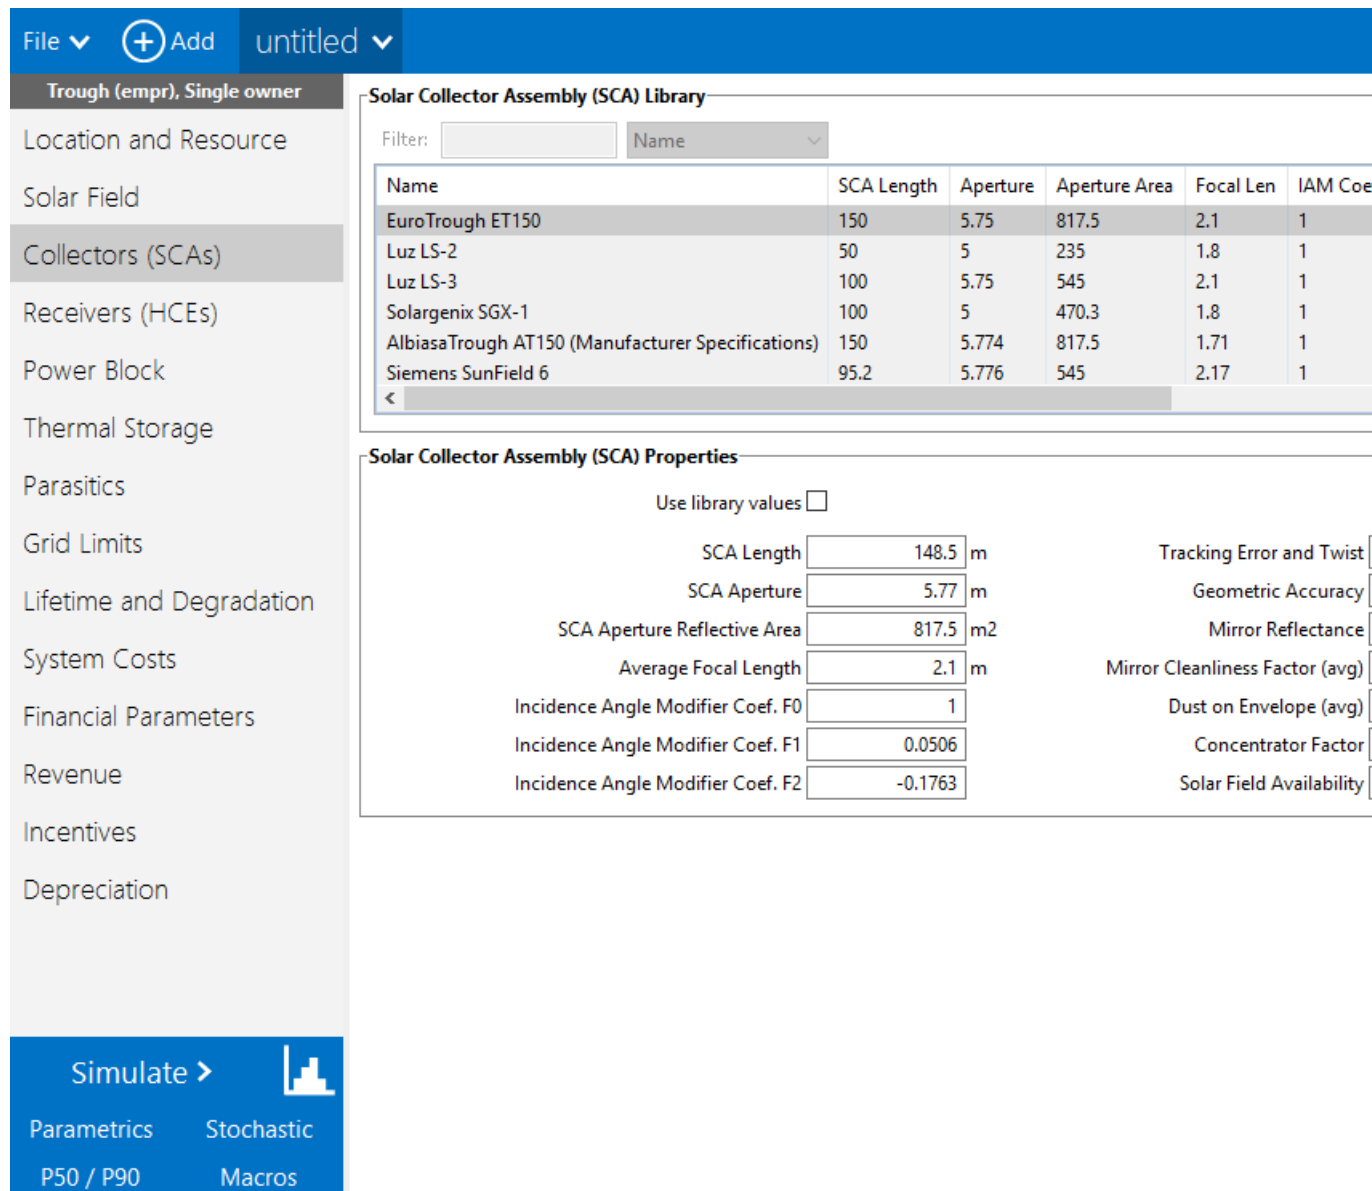 File Add untitled
Trough (empr), Single owner
Location and Resource
Solar Field
Collectors (SCAs)
Receivers (HCEs)
Power Block
Thermal Storage
Parasitics
Grid Limits
Lifetime and Degradation
System Costs
Financial Parameters
Revenue
Incentives
Depreciation
Simulate >
Parametrics Stochastic
P50 / P90 Macros
Solar Collector Assembly (SCA) Library
Filter: Name
Name SCA Length Aperture Aperture Area Focal Len IAM Coe
EuroTrough ET150 150 5.75 817.5 2.1 1
Luz LS-2 50 5 235 1.8 1
Luz LS-3 100 5.75 545 2.1 1
Solargenix SGX-1 100 5 470.3 1.8 1
AlbiasaTrough AT150 (Manufacturer Specifications) 150 5.774 817.5 1.71 1
Siemens SunField 6 95.2 5.776 545 2.17 1
Solar Collector Assembly (SCA) Properties
Use library values
SCA Length 148.5 m Tracking Error and Twist
SCA Aperture 5.77 m Geometric Accuracy
SCA Aperture Reflective Area 817.5 m2 Mirror Reflectance
Average Focal Length 2.1 m Mirror Cleanliness Factor (avg)
Incidence Angle Modifier Coef. F0 1 Dust on Envelope (avg)
Incidence Angle Modifier Coef. F1 0.0506 Concentrator Factor
Incidence Angle Modifier Coef. F2 -0.1763 Solar Field Availability